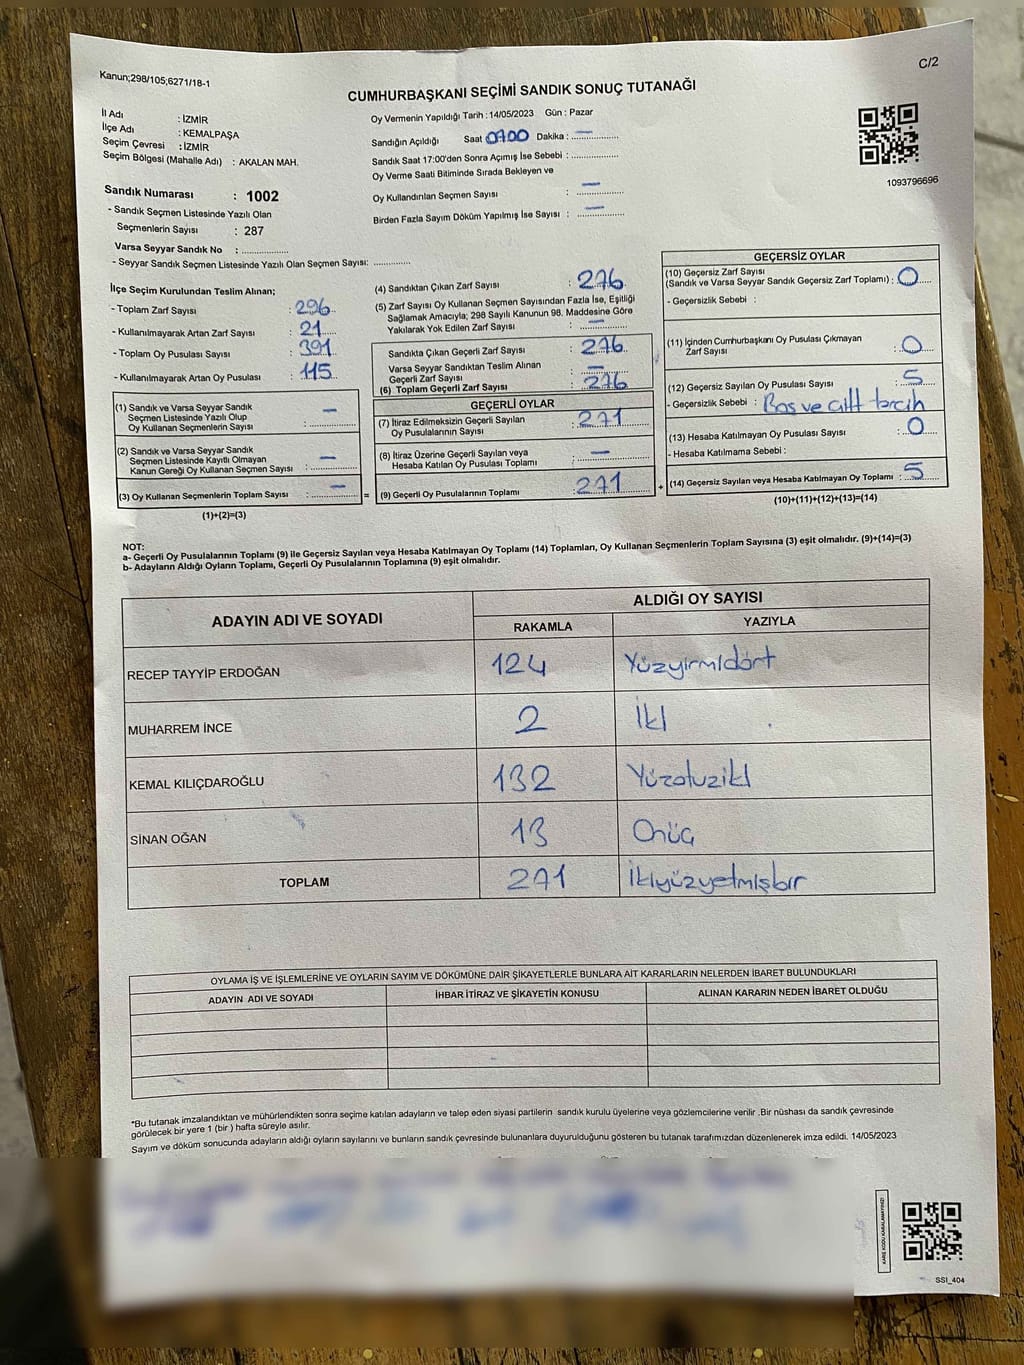 Kanun;298/105;6271/18-1
C/2
CUMHURBAŞKANI SEÇİMİ SANDIK SONUÇ TUTANAĞI
İl Adı : İZMİR
İlçe Adı : KEMALPAŞA
Seçim Çevresi : İZMİR
Seçim Bölgesi (Mahalle Adı) : AKALAN MAH.
Sandık Numarası : 1002
- Sandık Seçmen Listesinde Yazılı Olan
Seçmenlerin Sayısı : 287
Varsa Seyyar Sandık No : ..............
- Seyyar Sandık Seçmen Listesinde Yazılı Olan Seçmen Sayısı: .............
Oy Vermenin Yapıldığı Tarih : 14/05/2023 Gün : Pazar
Sandığın Açıldığı Saat 0700 Dakika : —
Sandık Saat 17:00'den Sonra Açımış İse Sebebi : ..............
Oy Verme Saati Bitiminde Sırada Bekleyen ve
Oy Kullandırılan Seçmen Sayısı : —
Birden Fazla Sayım Döküm Yapılmış İse Sayısı : —
1093796696
İlçe Seçim Kurulundan Teslim Alınan;
- Toplam Zarf Sayısı : 296
- Kullanılmayarak Artan Zarf Sayısı : 21
- Toplam Oy Pusulası Sayısı : 391
- Kullanılmayarak Artan Oy Pusulası : 115
(4) Sandıktan Çıkan Zarf Sayısı : 276
(5) Zarf Sayısı Oy Kullanan Seçmen Sayısından Fazla İse, Eşitliği
Sağlamak Amacıyla; 298 Sayılı Kanunun 98. Maddesine Göre
Yakılarak Yok Edilen Zarf Sayısı : —
Sandıkta Çıkan Geçerli Zarf Sayısı : 276
Varsa Seyyar Sandıktan Teslim Alınan
Geçerli Zarf Sayısı : —
(6) Toplam Geçerli Zarf Sayısı : 276
GEÇERSİZ OYLAR
(10) Geçersiz Zarf Sayısı
(Sandık ve Varsa Seyyar Sandık Geçersiz Zarf Toplamı) : 0
- Geçersizlik Sebebi :
(11) İçinden Cumhurbaşkanı Oy Pusulası Çıkmayan
Zarf Sayısı : 0
(12) Geçersiz Sayılan Oy Pusulası Sayısı : 5
- Geçersizlik Sebebi : Boş ve çift tercih
(13) Hesaba Katılmayan Oy Pusulası Sayısı : 0
- Hesaba Katılmama Sebebi :
(14) Geçersiz Sayılan veya Hesaba Katılmayan Oy Toplamı : 5
(10)+(11)+(12)+(13)=(14)
(1) Sandık ve Varsa Seyyar Sandık
Seçmen Listesinde Yazılı Olup
Oy Kullanan Seçmenlerin Sayısı : —
(2) Sandık ve Varsa Seyyar Sandık
Seçmen Listesinde Kayıtlı Olmayan
Kanun Gereği Oy Kullanan Seçmen Sayısı : —
(3) Oy Kullanan Seçmenlerin Toplam Sayısı : — =
(1)+(2)=(3)
GEÇERLİ OYLAR
(7) İtiraz Edilmeksizin Geçerli Sayılan
Oy Pusulalarının Sayısı : 271
(8) İtiraz Üzerine Geçerli Sayılan veya
Hesaba Katılan Oy Pusulası Toplamı : —
(9) Geçerli Oy Pusulalarının Toplamı : 271 +
NOT:
a- Geçerli Oy Pusulalarının Toplamı (9) ile Geçersiz Sayılan veya Hesaba Katılmayan Oy Toplamı (14) Toplamları, Oy Kullanan Seçmenlerin Toplam Sayısına (3) eşit olmalıdır. (9)+(14)=(3)
b- Adayların Aldığı Oyların Toplamı, Geçerli Oy Pusulalarının Toplamına (9) eşit olmalıdır.
ADAYIN ADI VE SOYADI
ALDIĞI OY SAYISI
RAKAMLA YAZIYLA
RECEP TAYYİP ERDOĞAN 124 Yüzyirmidört
MUHARREM İNCE 2 İki
KEMAL KILIÇDAROĞLU 132 Yüzotuziki
SİNAN OĞAN 13 Onüç
TOPLAM 271 İkiyüzyetmişbir
OYLAMA İŞ VE İŞLEMLERİNE VE OYLARIN SAYIM VE DÖKÜMÜNE DAİR ŞİKAYETLERLE BUNLARA AİT KARARLARIN NELERDEN İBARET BULUNDUKLARI
ADAYIN ADI VE SOYADI İHBAR İTİRAZ VE ŞİKAYETİN KONUSU ALINAN KARARIN NEDEN İBARET OLDUĞU
*Bu tutanak imzalandıktan ve mühürlendikten sonra seçime katılan adayların ve talep eden siyasi partilerin sandık kurulu üyelerine veya gözlemcilerine verilir .Bir nüshası da sandık çevresinde
görülecek bir yere 1 (bir ) hafta süreyle asılır.
Sayım ve döküm sonucunda adayların aldığı oyların sayılarını ve bunların sandık çevresinde bulunanlara duyurulduğunu gösteren bu tutanak tarafımızdan düzenlenerek imza edildi. 14/05/2023
KARE KODU KARALAMAYINIZ!
SSI_404